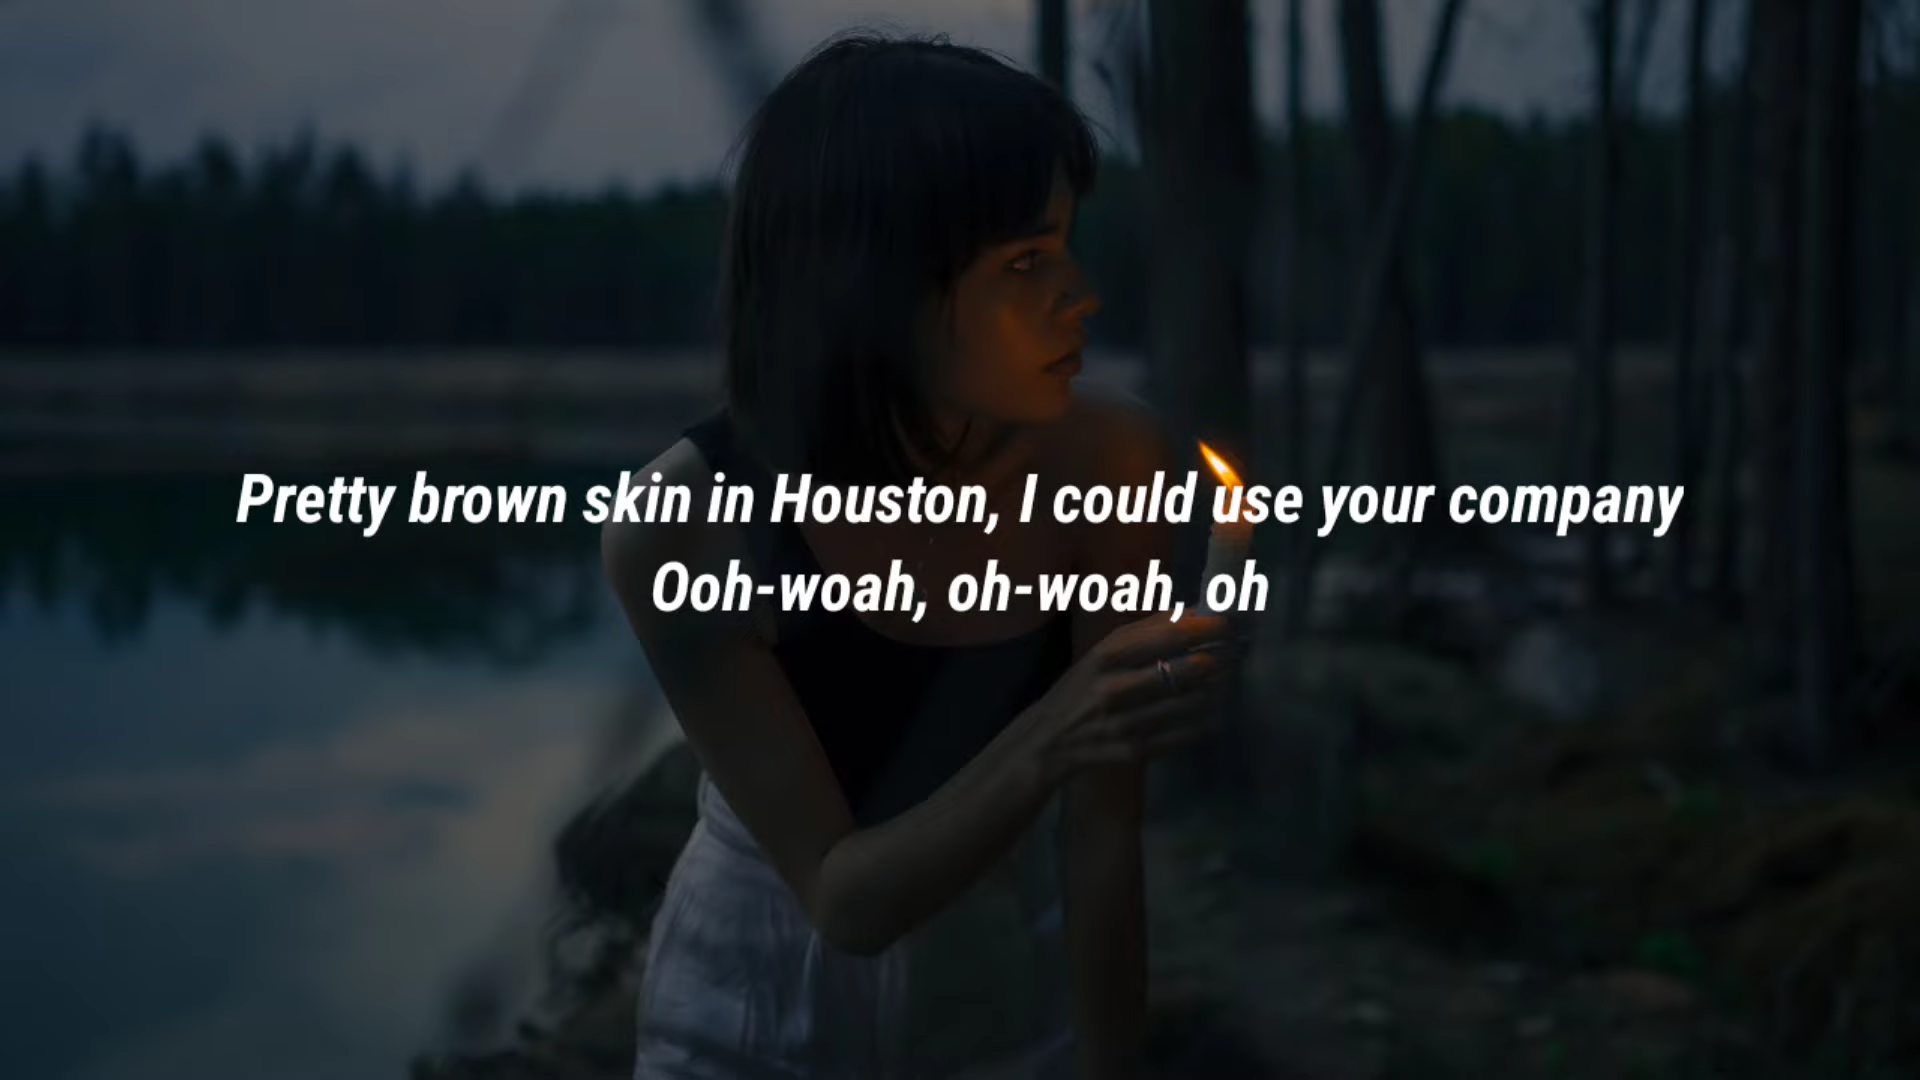 Pretty brown skin in Houston, I could use your company
Ooh-woah, oh-woah, oh